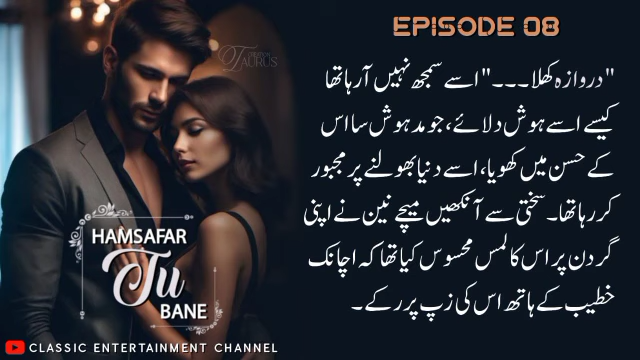 EPISODE 08
"دروازہ کھلا۔۔۔" اسے سمجھ نہیں آرہا تھا
کیسے اسے ہوش دلائے، جو مدہوش سا اس
کے حسن میں کھویا، اسے دنیا بھولنے پر مجبور
کر رہا تھا۔ سختی سے آنکھیں میچے نین نے اپنی
گردن پر اس کا لمس محسوس کیا تھا کہ اچانک
خطیب کے ہاتھ اس کی زپ پر رکے۔
TAURUS
HAMSAFAR
Tu
BANE
CLASSIC ENTERTAINMENT CHANNEL